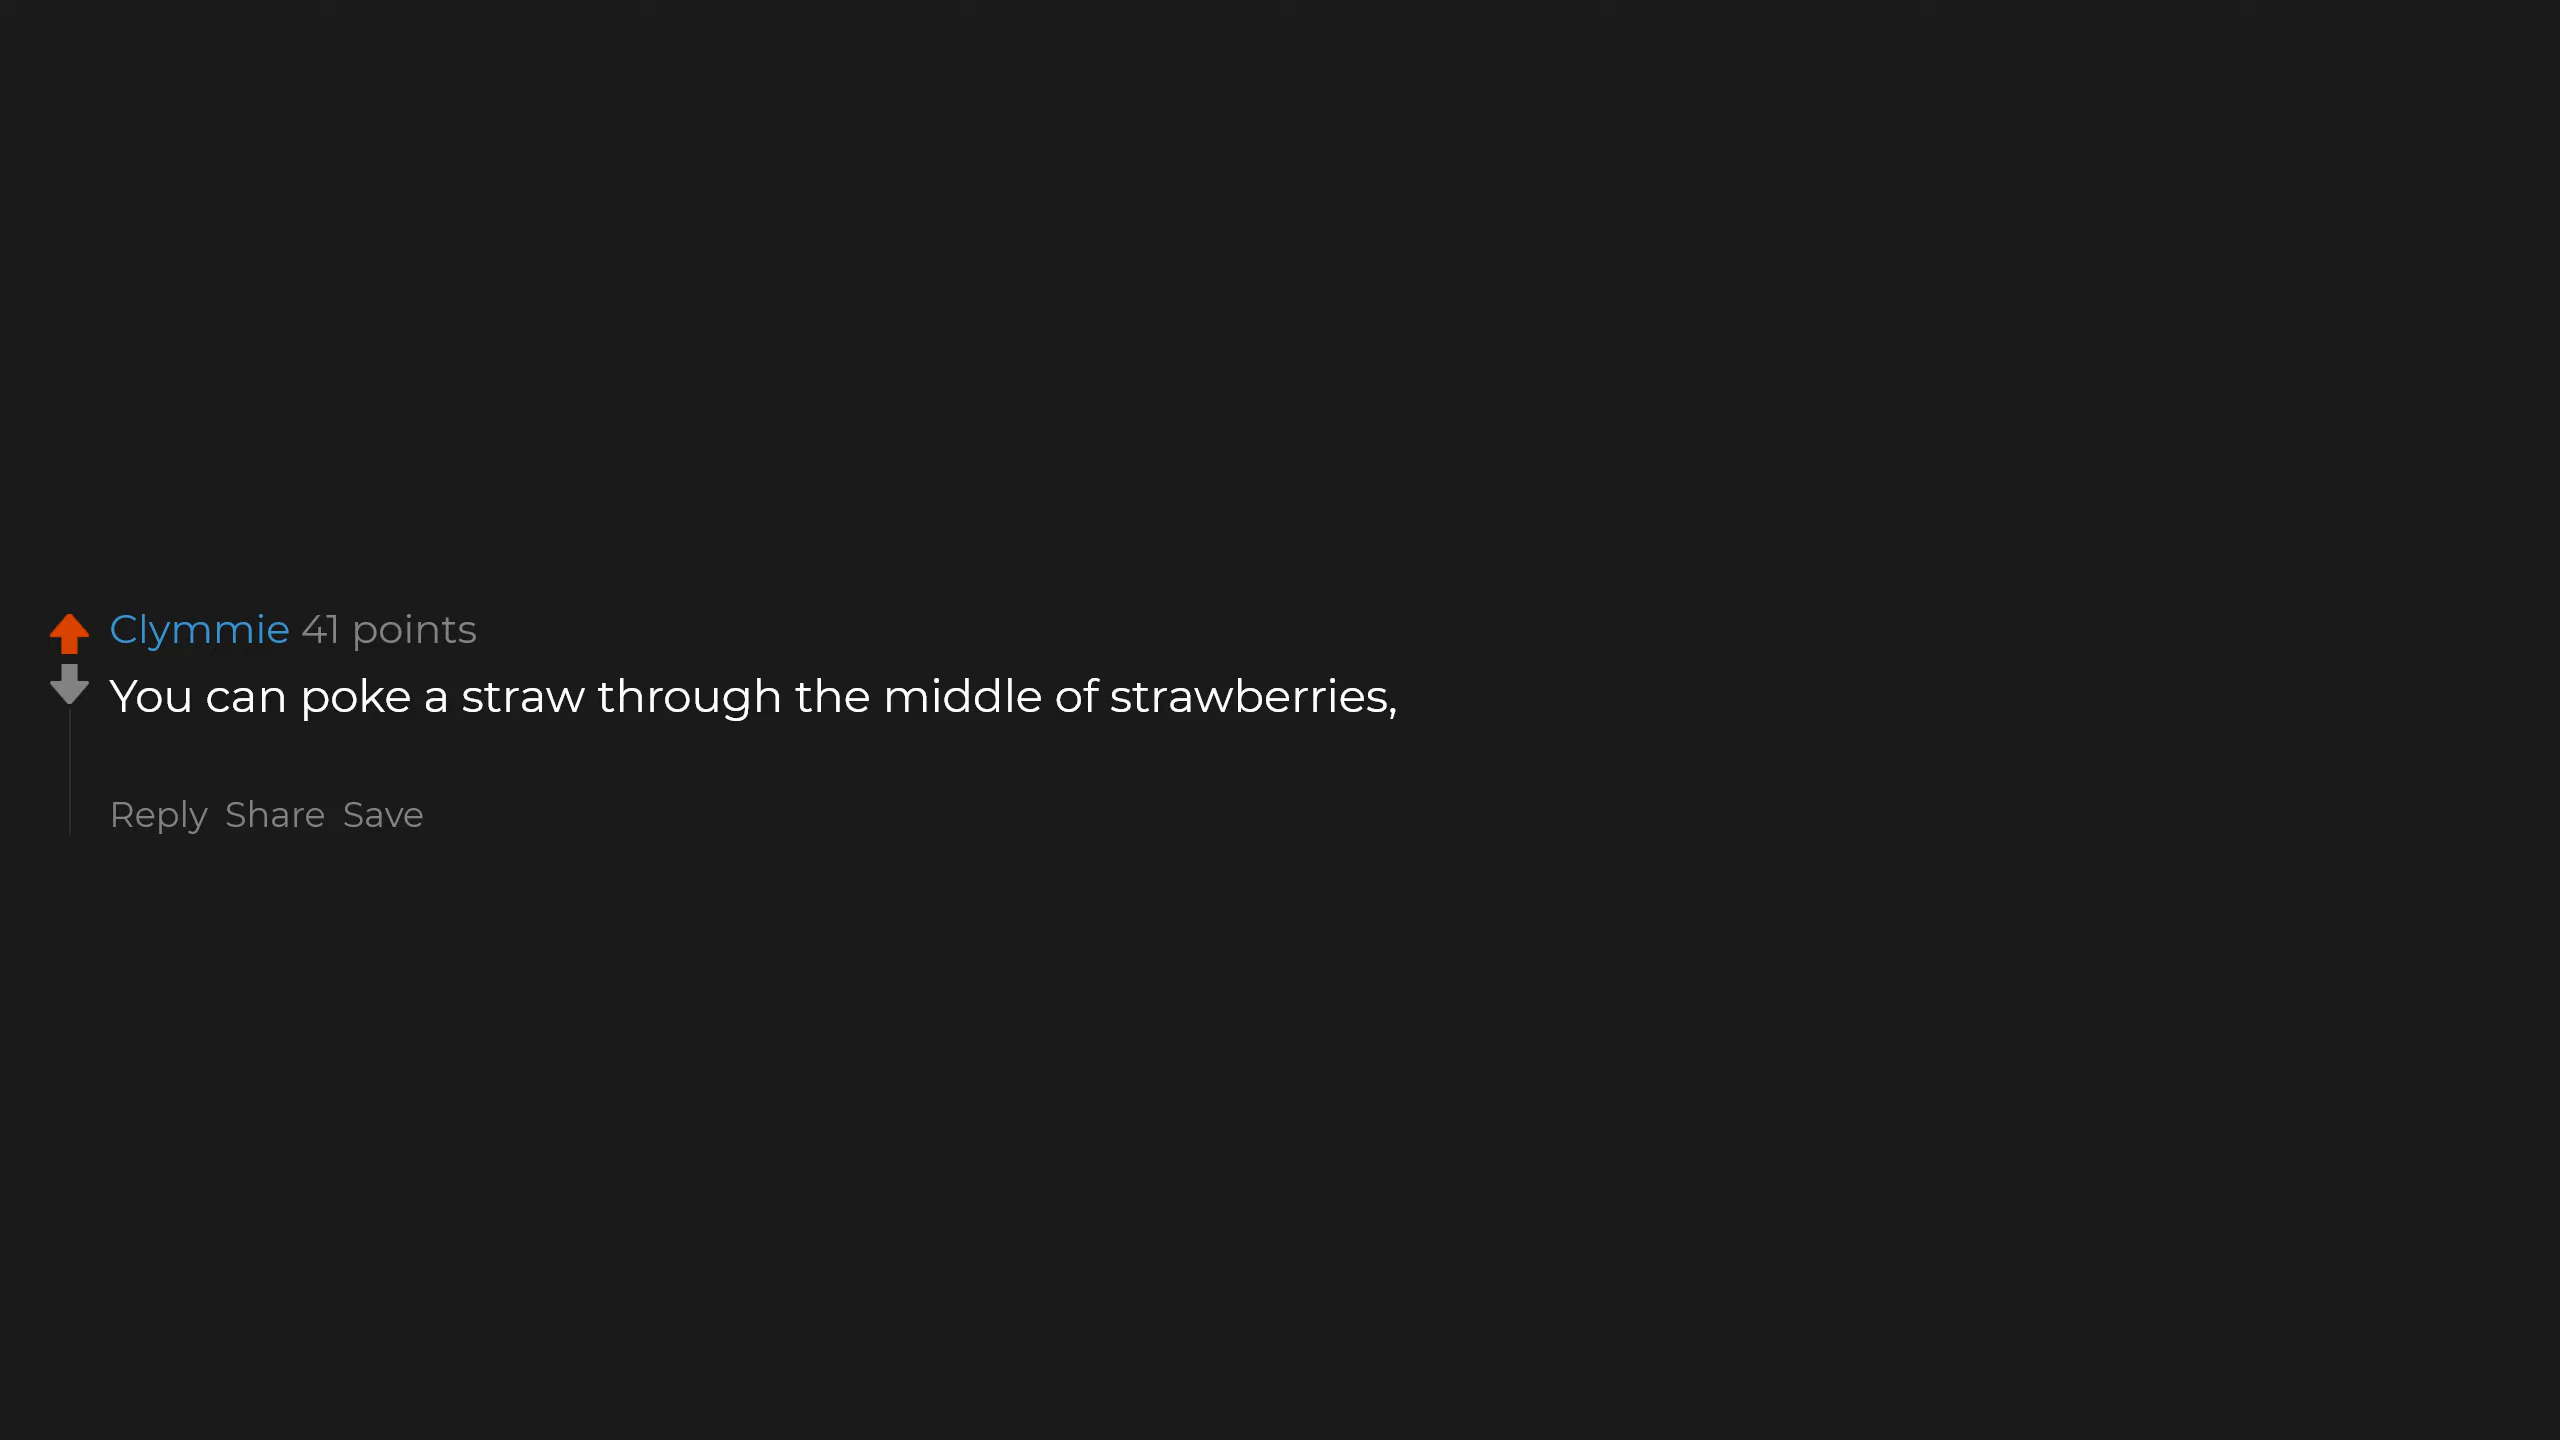 Clymmie 41 points
You can poke a straw through the middle of strawberries,
Reply Share Save